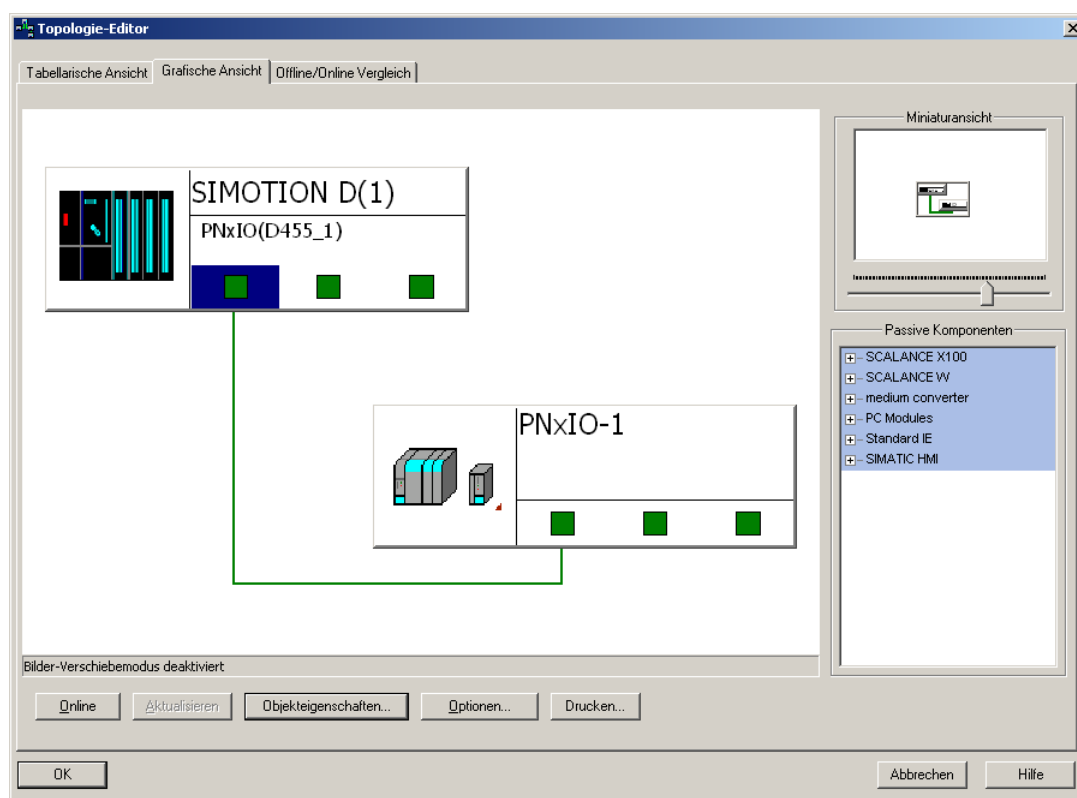 Topologie-Editor
Tabellarische Ansicht Grafische Ansicht Offline/Online Vergleich
SIMOTION D(1)
PNxIO(D455_1)
PNxIO-1
Bilder-Verschiebemodus deaktiviert
Miniaturansicht
Passive Komponenten
SCALANCE X100
SCALANCE W
medium converter
PC Modules
Standard IE
SIMATIC HMI
Online Aktualisieren Objekteigenschaften... Optionen... Drucken...
OK Abbrechen Hilfe